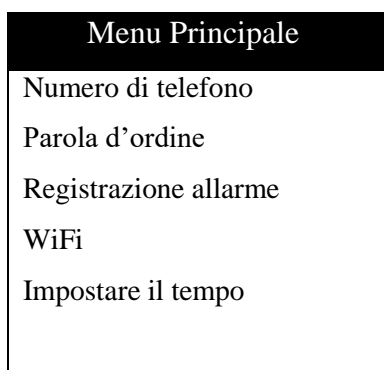 Menu Principale
Numero di telefono
Parola d’ordine
Registrazione allarme
WiFi
Impostare il tempo